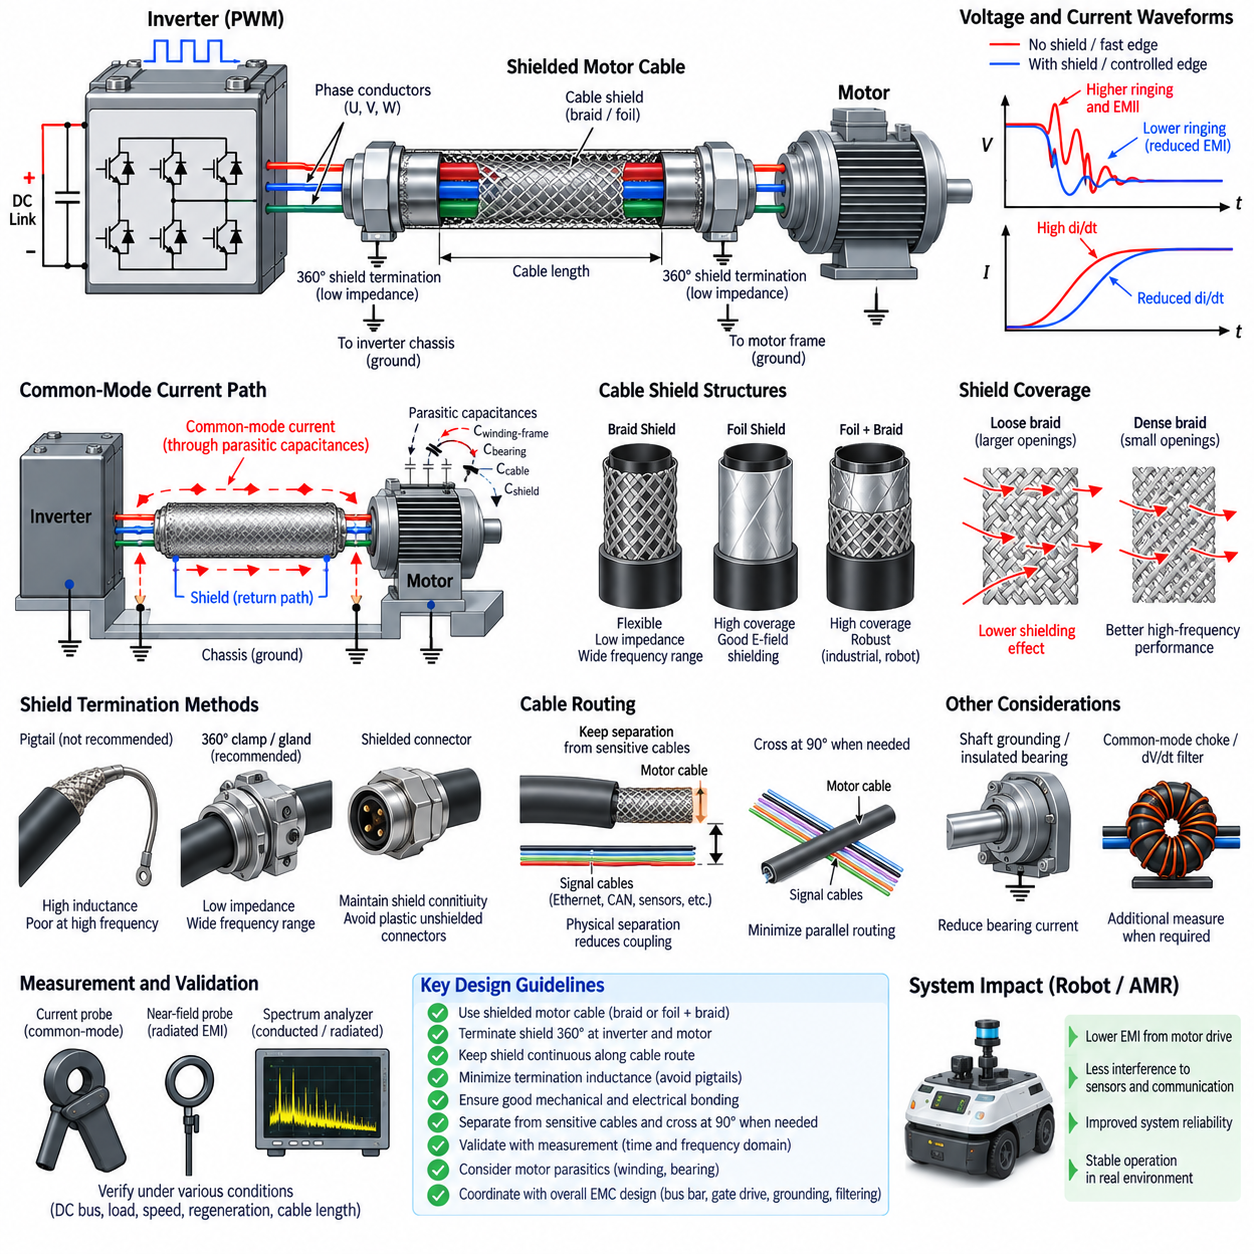 Inverter (PWM)
+
DC
Link
−
Phase conductors
(U, V, W)
Shielded Motor Cable
Cable shield
(braid / foil)
Motor
360° shield termination
(low impedance)
Cable length
360° shield termination
(low impedance)
To inverter chassis
(ground)
To motor frame
(ground)
Voltage and Current Waveforms
No shield / fast edge
With shield / controlled edge
Higher ringing
and EMII
Lower ringing
(reduced EMI)
V
t
High di/dt
I
Reduced di/dt
t
Common-Mode Current Path
Common-mode current
(through parasitic capacitances)
Parasitic capacitances
Cwinding-frame
Cbearing
Ccable
Cshield
Inverter
Motor
Shield (return path)
Chassis (ground)
Cable Shield Structures
Braid Shield
Foil Shield
Foil + Braid
Flexible
Low impedance
Wide frequency range
High coverage
Good E-field
shielding
High coverage
Robust
(industrial, robot)
Shield Coverage
Loose braid
(larger openings)
Dense braid
(small openings)
Lower shielding
effect
Better high-frequency
performance
Shield Termination Methods
Pigtail (not recommended)
360° clamp / gland
(recommended)
Shielded connector
High inductance
Poor at high frequency
Low impedance
Wide frequency range
Maintain shield connitiuity
Avoid plastic unshielded
connectors
Cable Routing
Keep separation
from sensitive cables
Motor cable
Signal cables
(Ethernet, CAN, sensors, etc.)
Physical separation
reduces coupling
Cross at 90° when needed
Motor cable
Signal cables
Minimize parallel routing
Other Considerations
Shaft grounding /
insulated bearing
Common-mode choke /
dV/dt filter
Reduce bearing current
Additional measure
when required
Measurement and Validation
Current probe
(common-mode)
Near-field probe
(radiated EMI)
Spectrum analyzer
(conducted / radiated)
Verify under various conditions
(DC bus, load, speed, regeneration, cable length)
Key Design Guidelines
Use shielded motor cable (braid or foil + braid)
Terminate shield 360° at inverter and motor
Keep shield continuous along cable route
Minimize termination inductance (avoid pigtails)
Ensure good mechanical and electrical bonding
Separate from sensitive cables and cross at 90° when needed
Validate with measurement (time and frequency domain)
Consider motor parasitics (winding, bearing)
Coordinate with overall EMC design (bus bar, gate drive, grounding, filtering)
System Impact (Robot / AMR)
Lower EMI from motor drive
Less interference to
sensors and communication
Improved system reliability
Stable operation
in real environment